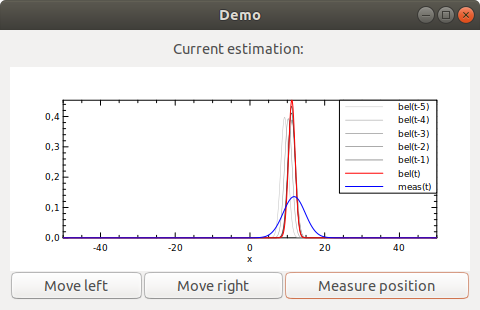 Demo
Current estimation:
0,4
0,3
0,2
0,1
0,0
-40 -20 0 20 40
x
bel(t-5)
bel(t-4)
bel(t-3)
bel(t-2)
bel(t-1)
bel(t)
meas(t)
Move left
Move right
Measure position